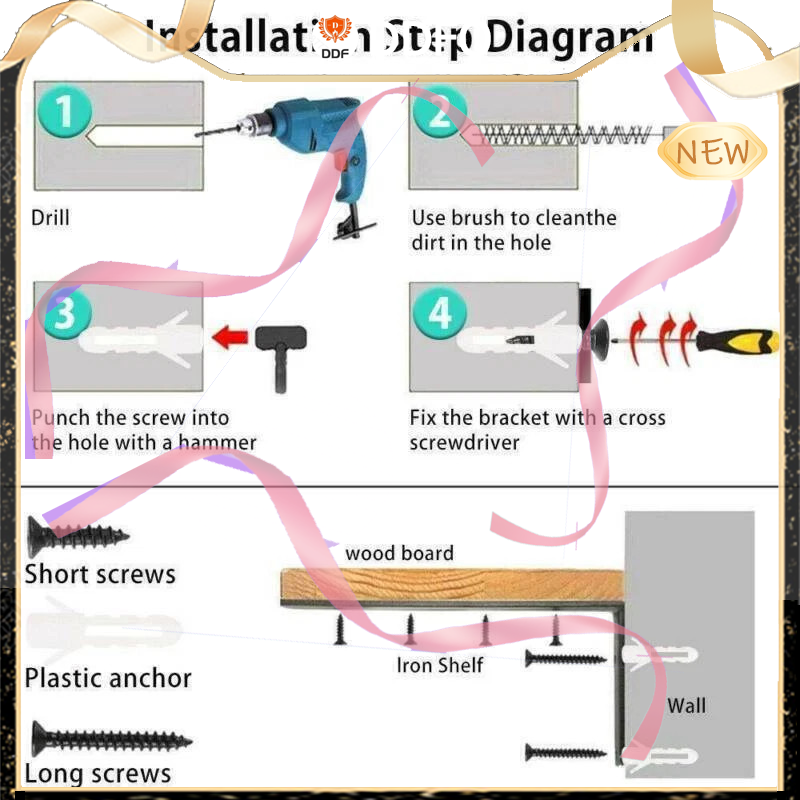 Installation Step Diagram
DDF
NEW
1
2
Drill
Use brush to cleanthe
dirt in the hole
3
4
Punch the screw into
the hole with a hammer
Fix the bracket with a cross
screwdriver
Short screws
wood board
Iron Shelf
Plastic anchor
Wall
Long screws